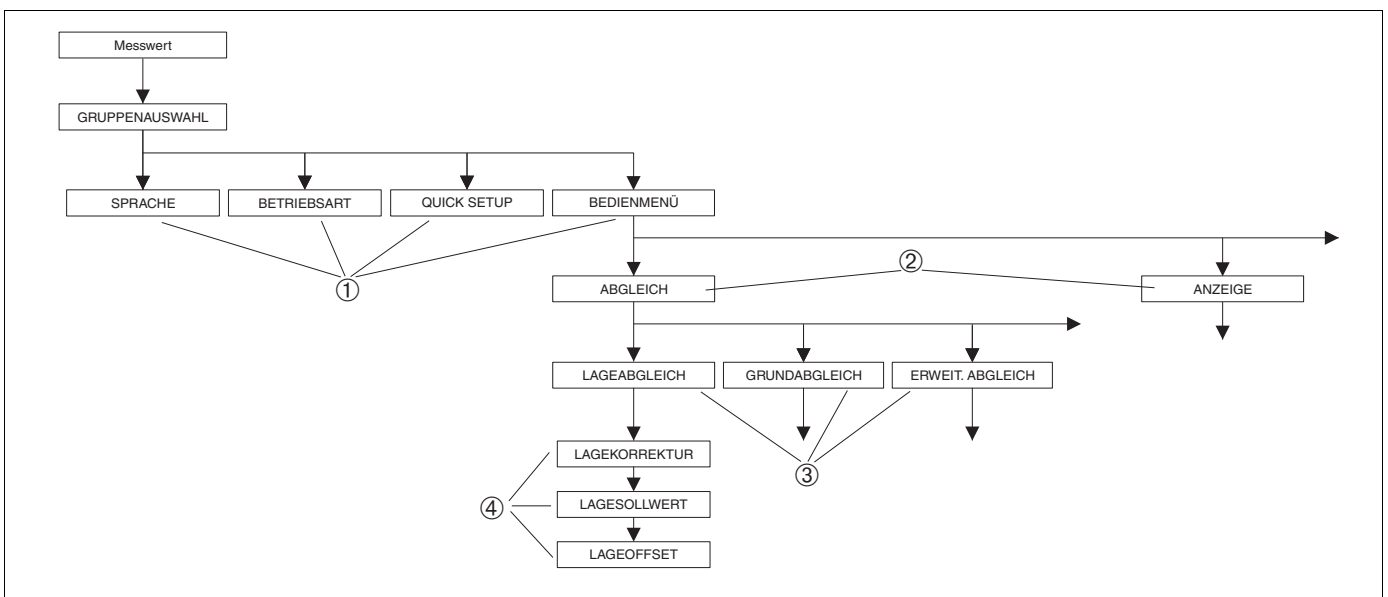 Messwert
GRUPPENAUSWAHL
SPRACHE BETRIEBSART QUICK SETUP BEDIENMENÜ
①
②
ABGLEICH ANZEIGE
LAGEABGLEICH GRUNDABGLEICH ERWEIT. ABGLEICH
③
LAGEKORREKTUR
④ LAGESOLLWERT
LAGEOFFSET